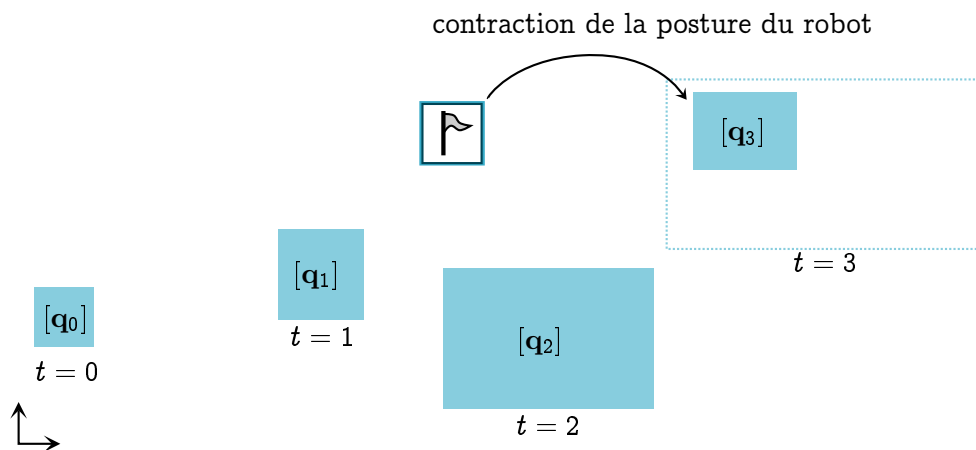 contraction de la posture du robot
[q₃]
t = 3
[q₁]
t = 1
[q₂]
t = 2
[q₀]
t = 0